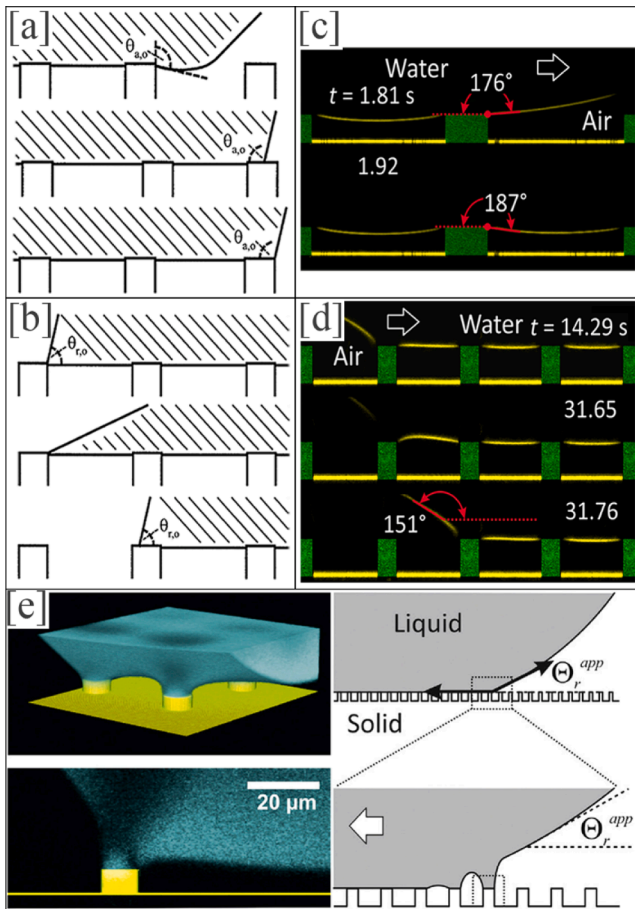 [a]
θa,o
θa,o
θa,o
[b]
θr,o
θr,o
[c]
Water
t = 1.81 s
176°
Air
1.92
187°
[d]
Water t = 14.29 s
Air
31.65
31.76
151°
[e]
20 µm
Liquid
Θr^app
Solid
Θr^app